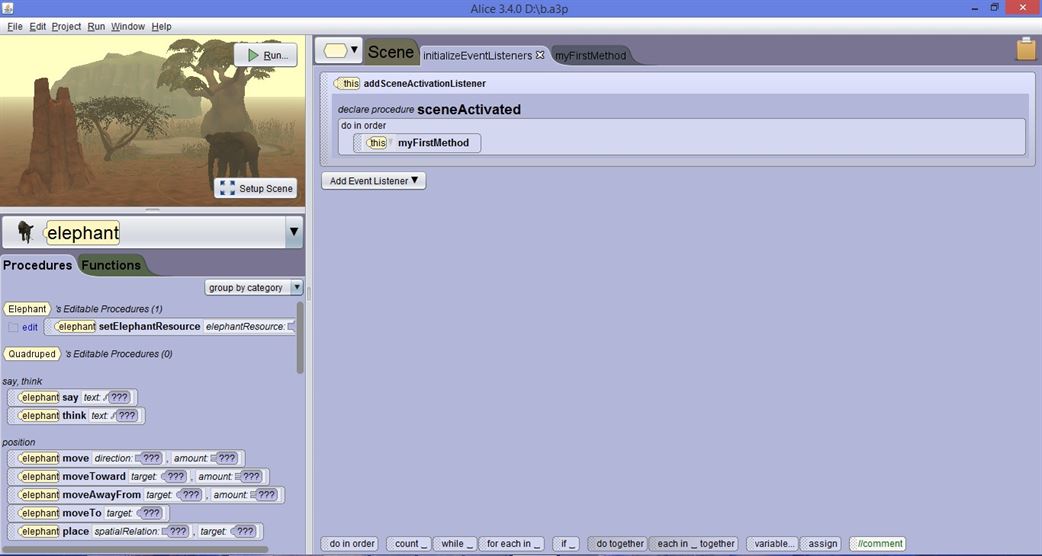 Alice 3.4.0 D:\b.a3p
File Edit Project Run Window Help
Run...
Setup Scene
elephant
Procedures Functions
group by category
Elephant 's Editable Procedures (1)
edit elephant setElephantResource elephantResource:
Quadruped 's Editable Procedures (0)
say, think
elephant say text: ???
elephant think text: ???
position
elephant move direction: ??? , amount: ???
elephant moveToward target: ??? , amount: ???
elephant moveAwayFrom target: ??? , amount: ???
elephant moveTo target: ???
elephant place spatialRelation: ??? , target: ???
Scene initializeEventListeners myFirstMethod
this addSceneActivationListener
declare procedure sceneActivated
do in order
this myFirstMethod
Add Event Listener
do in order count _ while _ for each in _ if _ do together each in _ together variable... assign //comment